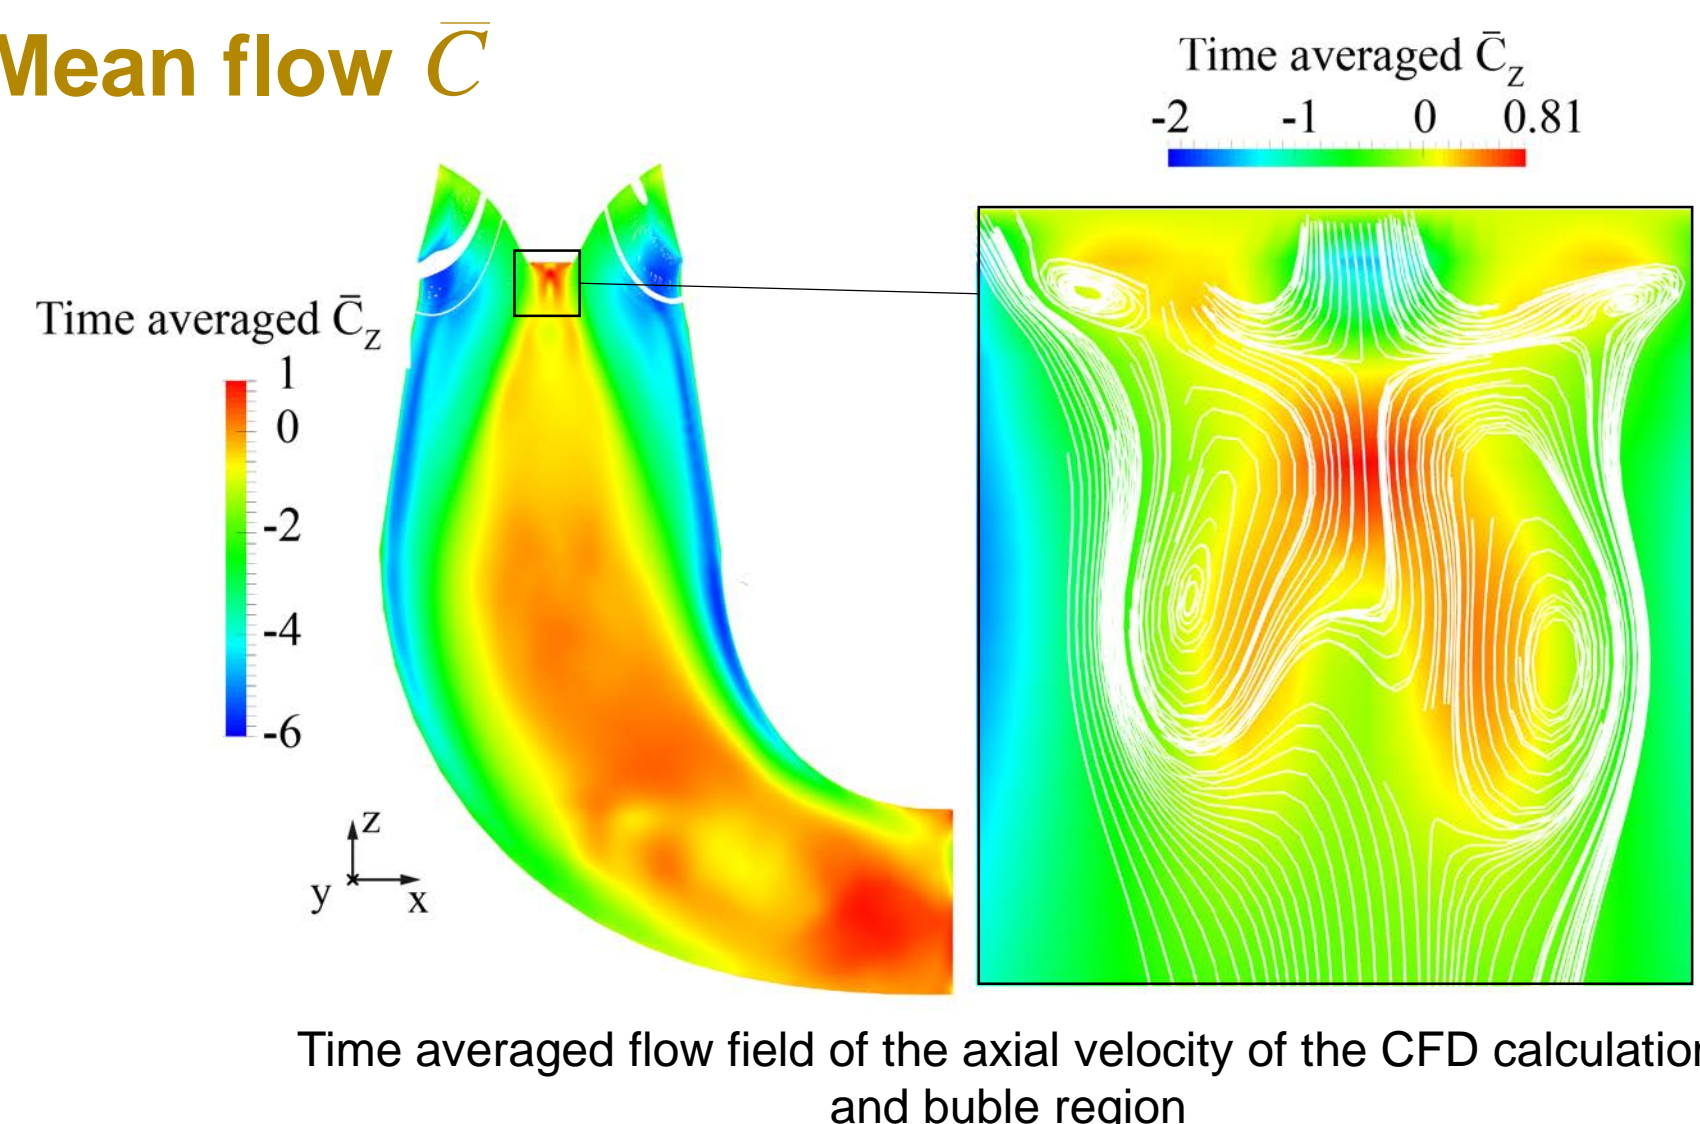 Mean flow C̅
Time averaged C̄z
-2 -1 0 0.81
Time averaged C̄z
1
0
-2
-4
-6
z
y
x
Time averaged flow field of the axial velocity of the CFD calculation
and buble region